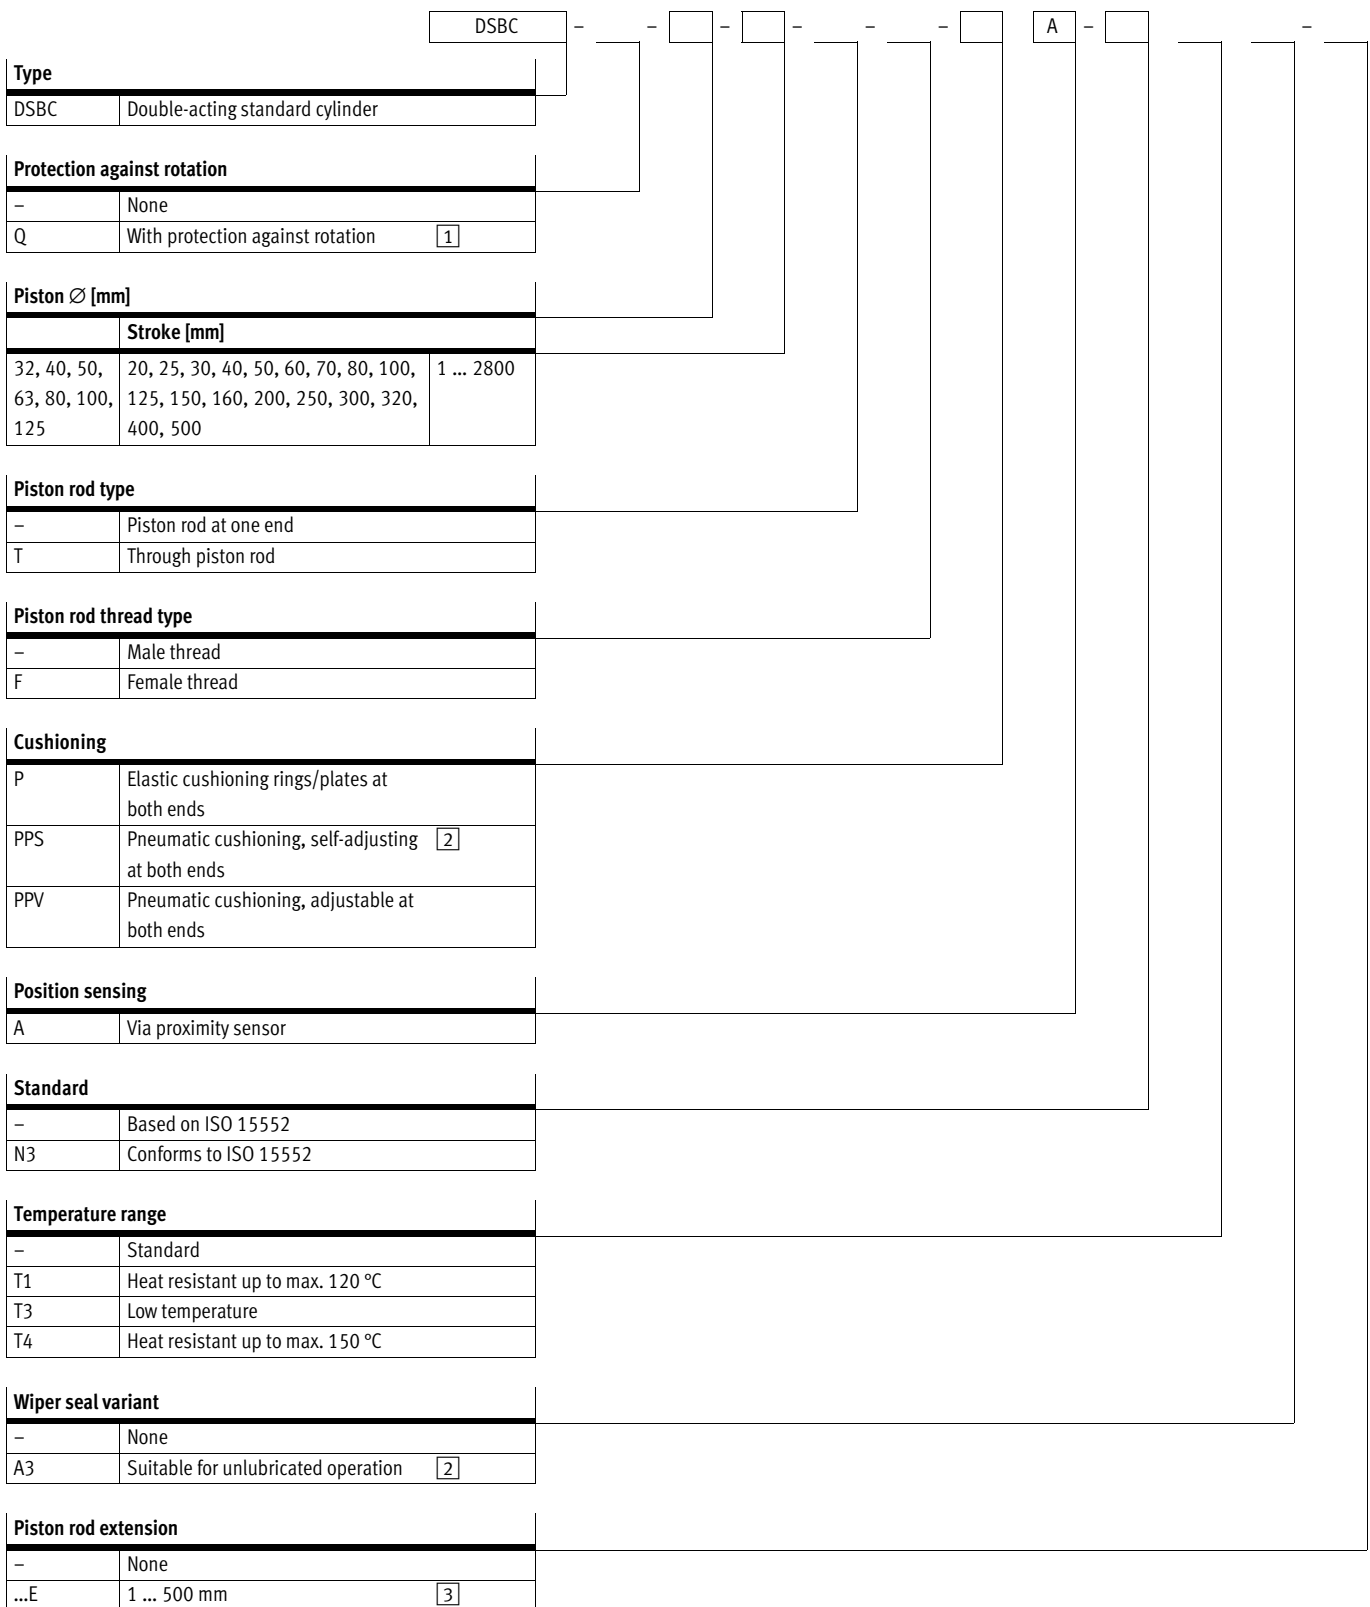 DSBC – – – – – – A – –
Type
DSBC Double-acting standard cylinder
Protection against rotation
– None
Q With protection against rotation 1
Piston ∅ [mm]
Stroke [mm]
32, 40, 50, 20, 25, 30, 40, 50, 60, 70, 80, 100, 1 ... 2800
63, 80, 100, 125, 150, 160, 200, 250, 300, 320,
125 400, 500
Piston rod type
– Piston rod at one end
T Through piston rod
Piston rod thread type
– Male thread
F Female thread
Cushioning
P Elastic cushioning rings/plates at
both ends
PPS Pneumatic cushioning, self-adjusting 2
at both ends
PPV Pneumatic cushioning, adjustable at
both ends
Position sensing
A Via proximity sensor
Standard
– Based on ISO 15552
N3 Conforms to ISO 15552
Temperature range
– Standard
T1 Heat resistant up to max. 120 °C
T3 Low temperature
T4 Heat resistant up to max. 150 °C
Wiper seal variant
– None
A3 Suitable for unlubricated operation 2
Piston rod extension
– None
...E 1 ... 500 mm 3